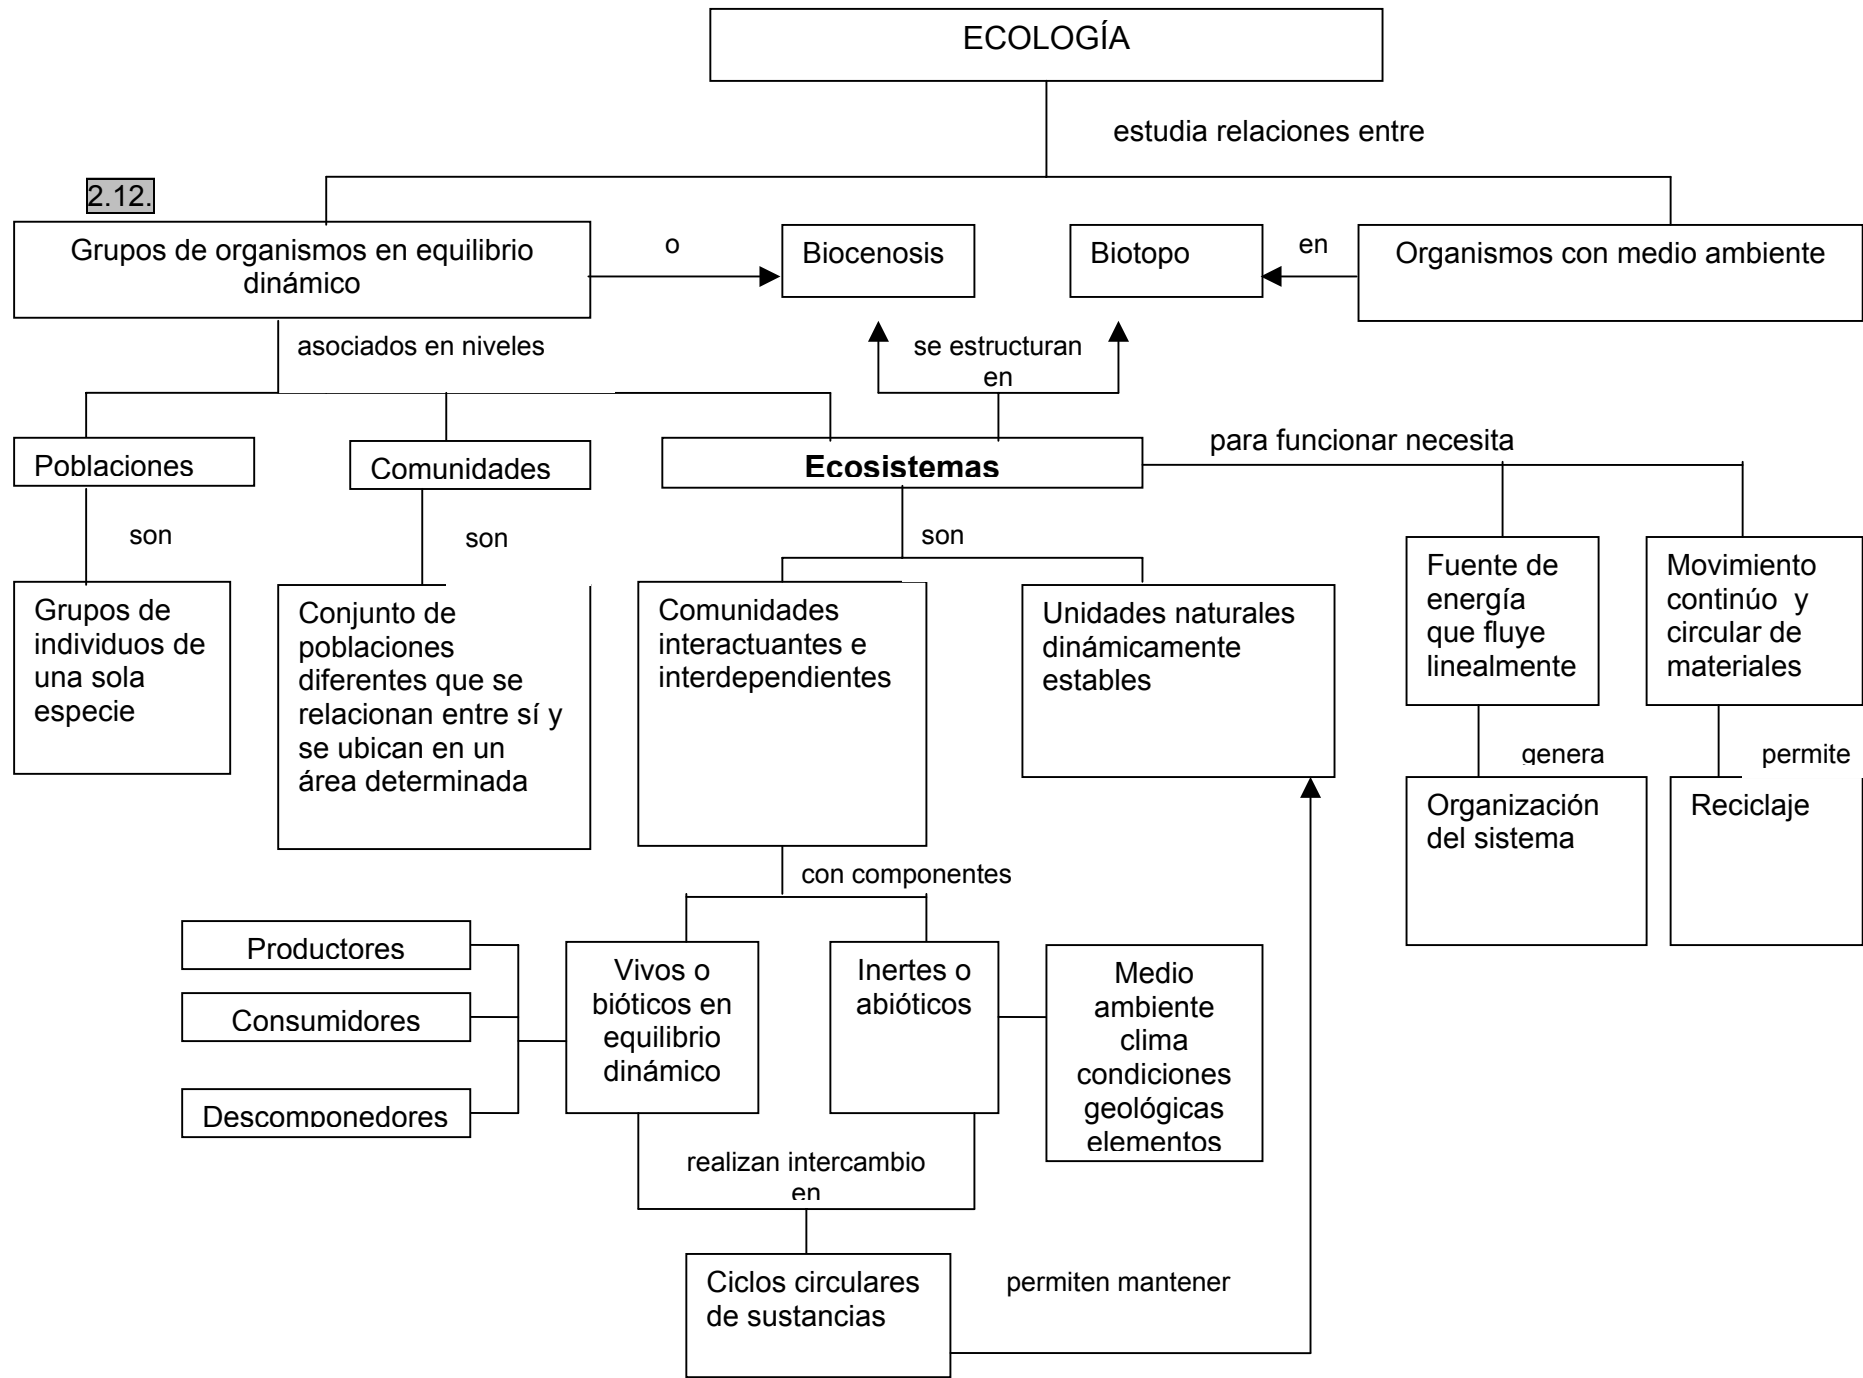 ECOLOGÍA
estudia relaciones entre
2.12.
Grupos de organismos en equilibrio
dinámico
o
Biocenosis
Biotopo
en
Organismos con medio ambiente
asociados en niveles
se estructuran
en
Poblaciones
Comunidades
Ecosistemas
para funcionar necesita
son
son
son
Grupos de
individuos de
una sola
especie
Conjunto de
poblaciones
diferentes que se
relacionan entre sí y
se ubican en un
área determinada
Comunidades
interactuantes e
interdependientes
Unidades naturales
dinámicamente
estables
Fuente de
energía
que fluye
linealmente
Movimiento
continúo  y
circular de
materiales
genera
permite
Organización
del sistema
Reciclaje
con componentes
Productores
Consumidores
Descomponedores
Vivos o
bióticos en
equilibrio
dinámico
Inertes o
abióticos
Medio
ambiente
clima
condiciones
geológicas
elementos
realizan intercambio
en
Ciclos circulares
de sustancias
permiten mantener